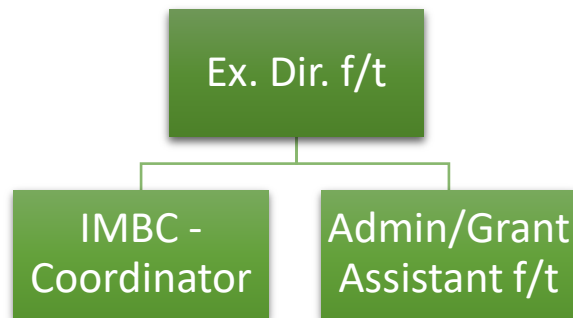 Ex. Dir. f/t
IMBC -
Coordinator
Admin/Grant
Assistant f/t